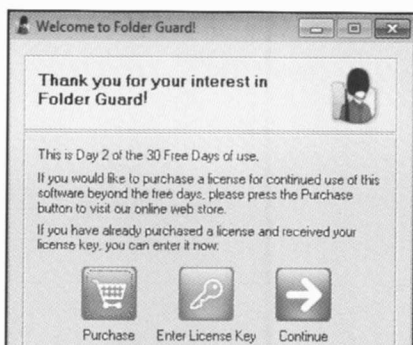 Welcome to Folder Guard!
Thank you for your interest in
Folder Guard!
This is Day 2 of the 30 Free Days of use.
If you would like to purchase a license for continued use of this
software beyond the free days, please press the Purchase
button to visit our online web store.
If you have already purchased a license and received your
license key, you can enter it now:
Purchase Enter License Key Continue